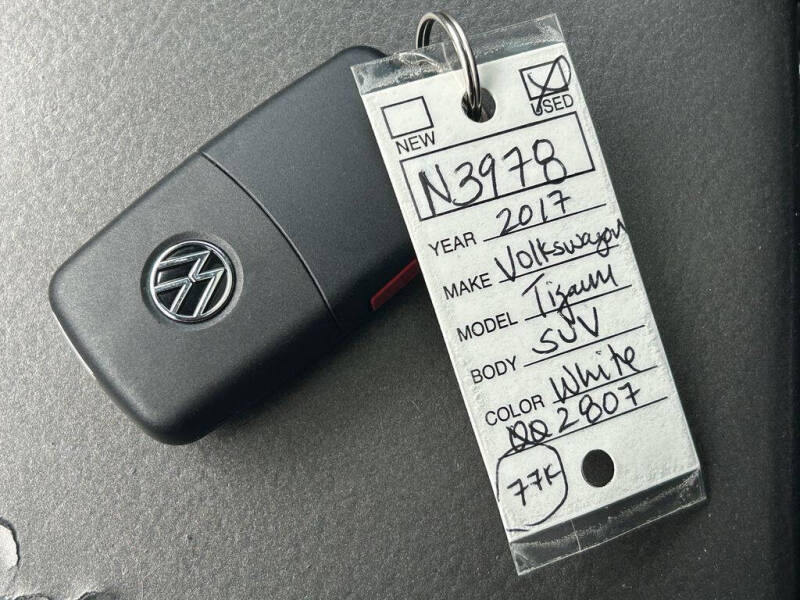 NEW
USED
N3978
YEAR 2017
MAKE Volkswagon
MODEL Tiguan
BODY SUV
COLOR White
2807
77K